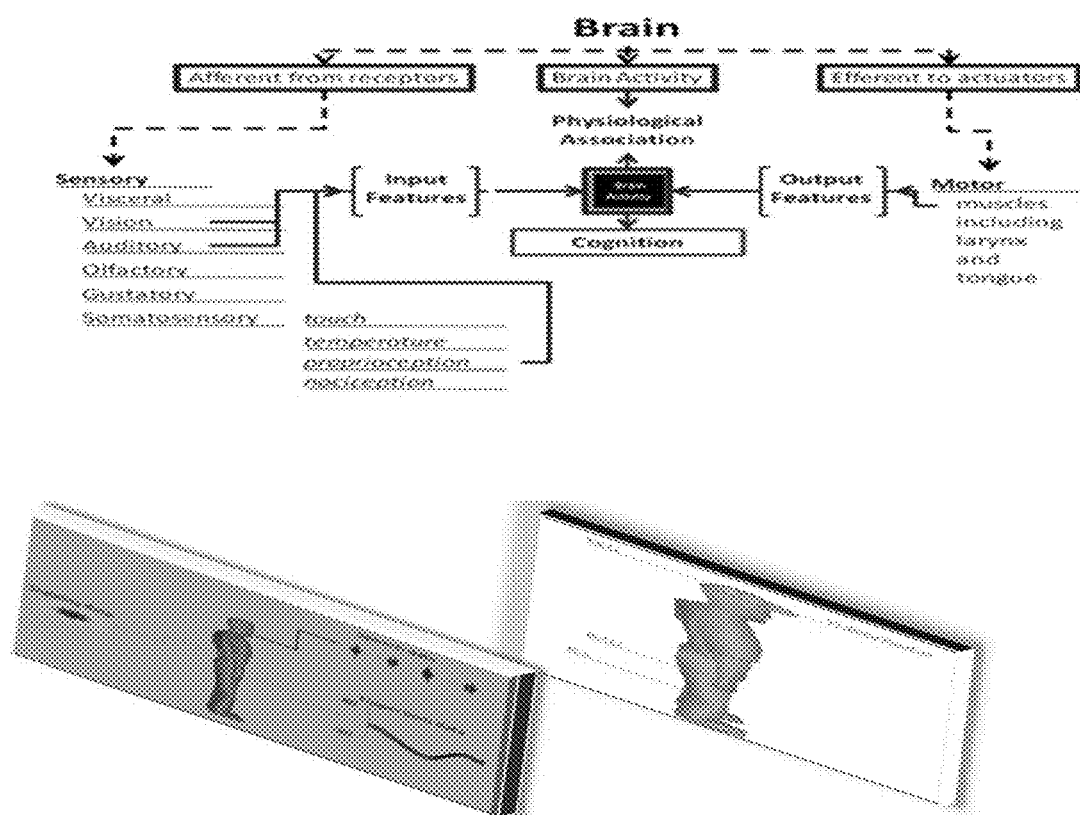 Brain
Afferent from receptors
Brain Activity
Efferent to actuators
Physiological
Association
Sensory
Visceral
Vision
Auditory
Olfactory
Gustatory
Somatosensory
Input
Features
Output
Features
Cognition
Motor
muscles
including
larynx
and
tongue
touch
temperature
proprioception
nociception